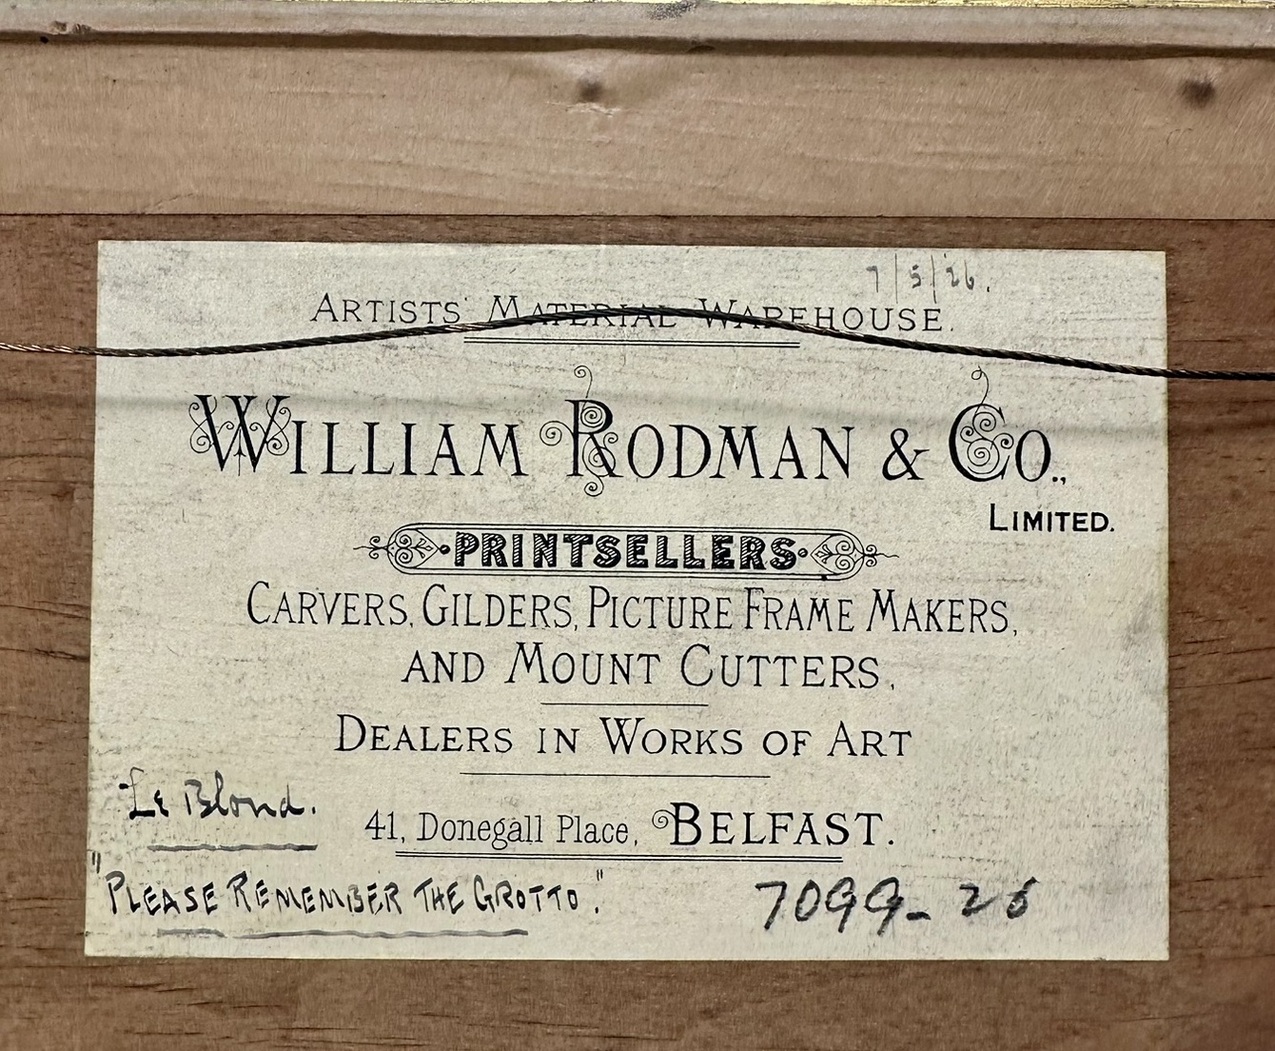 7/5/26.
ARTISTS' MATERIAL WAREHOUSE.
WILLIAM RODMAN & CO.,
LIMITED.
PRINTSELLERS
CARVERS, GILDERS, PICTURE FRAME MAKERS,
AND MOUNT CUTTERS,
DEALERS IN WORKS OF ART
Le Blond.
41, Donegall Place, BELFAST.
"PLEASE REMEMBER THE GROTTO."
7099-26